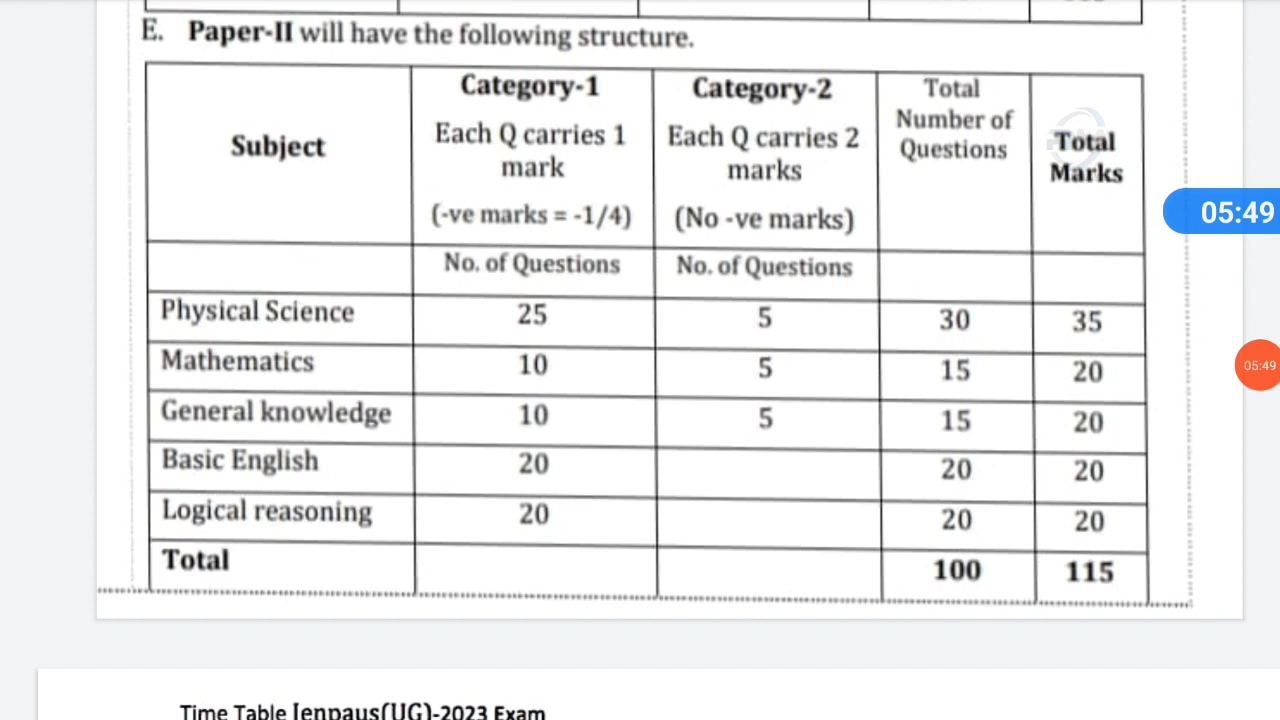 E. Paper-II will have the following structure.
Subject
Category-1
Each Q carries 1
mark
(-ve marks = -1/4)
Category-2
Each Q carries 2
marks
(No -ve marks)
Total
Number of
Questions
Total
Marks
No. of Questions No. of Questions
Physical Science 25 5 30 35
Mathematics 10 5 15 20
General knowledge 10 5 15 20
Basic English 20 20 20
Logical reasoning 20 20 20
Total 100 115
05:49
05:49
Time Table Jenpaus(UG)-2023 Exam